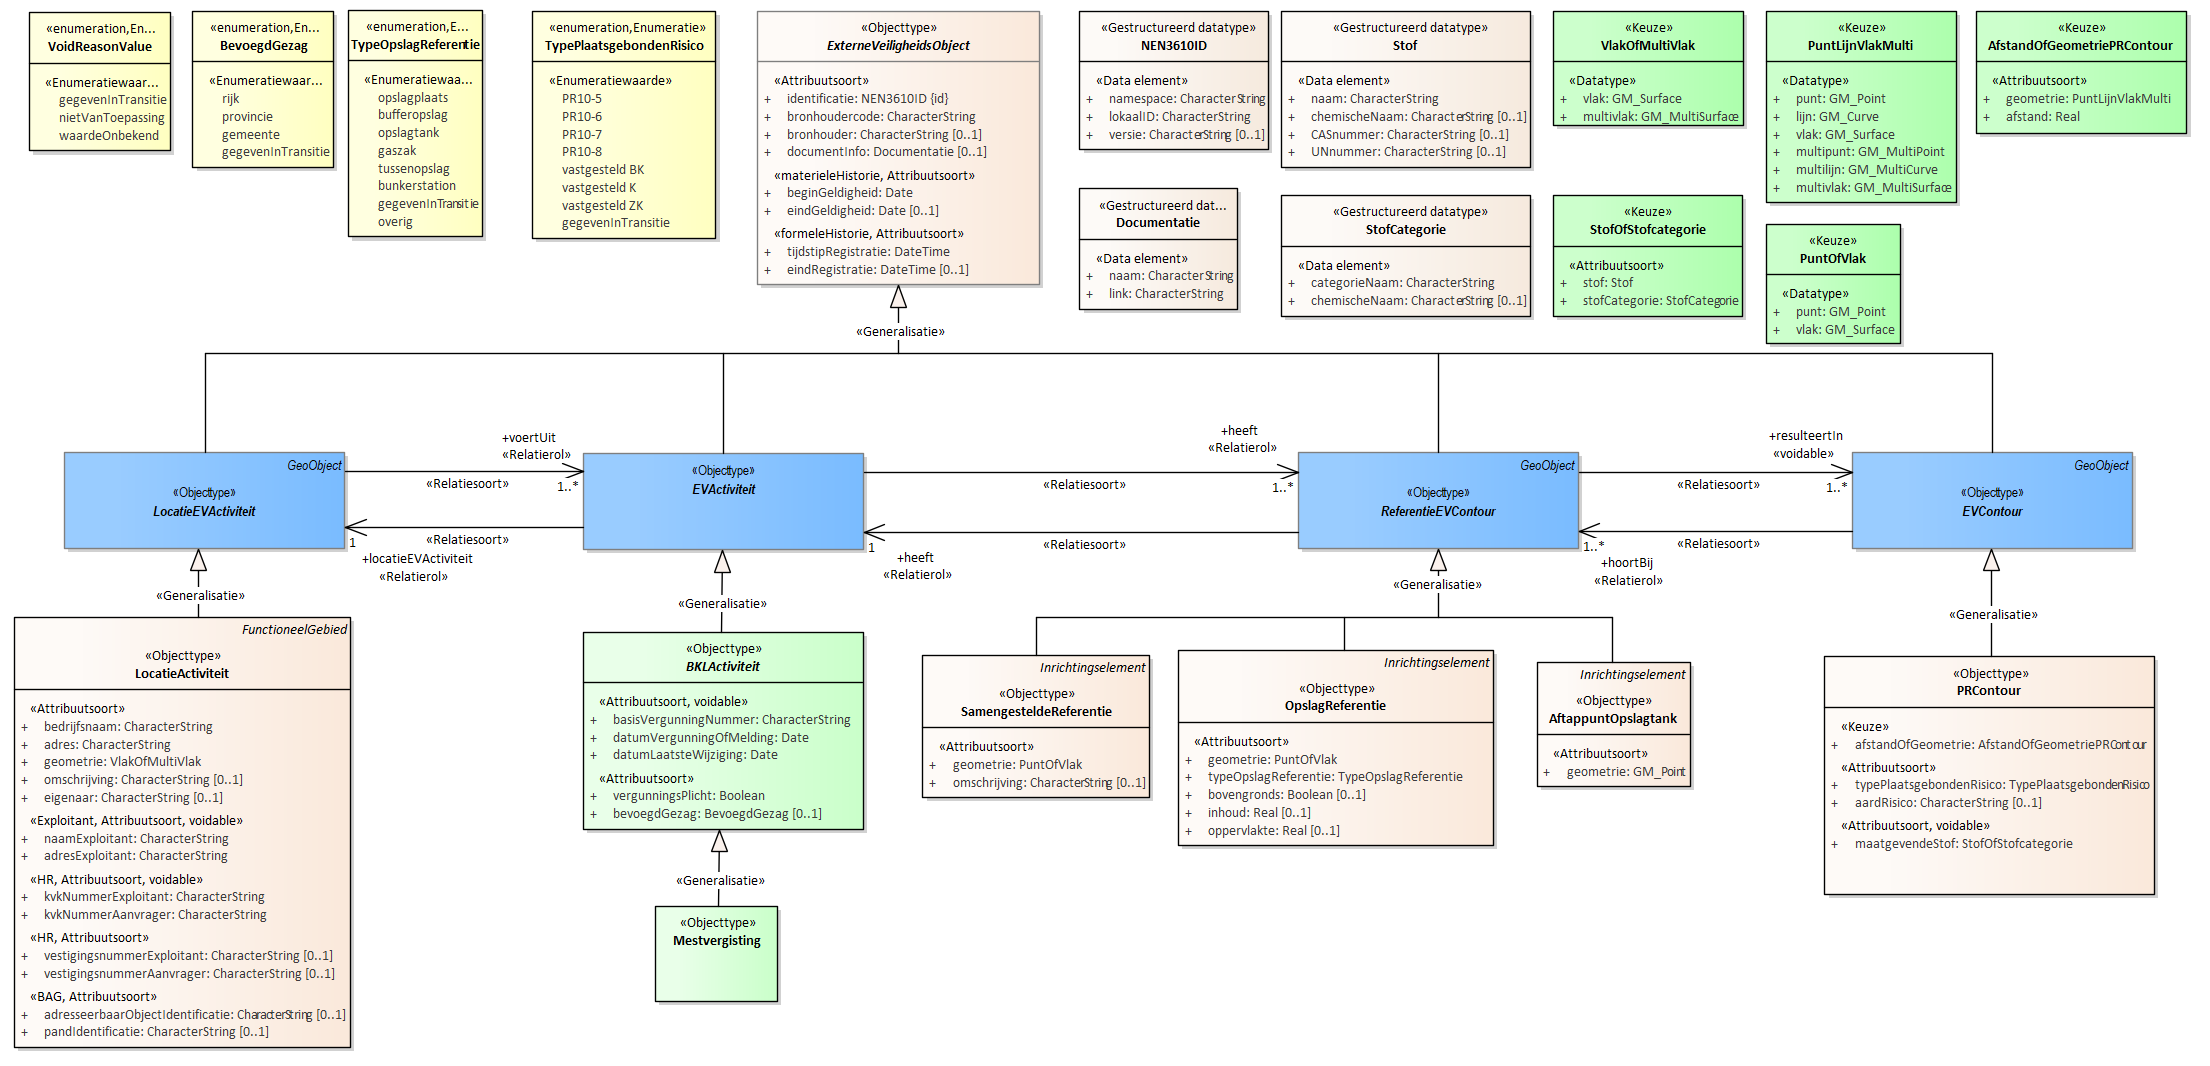 «enumeration,En...
VoidReasonValue
«Enumeratiewaar...
gegevenInTransitie
nietVanToepassing
waardeOnbekend
«enumeration,En...
BevoegdGezag
«Enumeratiewaar...
rijk
provincie
gemeente
gegevenInTransitie
«enumeration,E...
TypeOpslagReferentie
«Enumeratiewaa...
opslagplaats
bufferopslag
opslagtank
gaszak
tussenopslag
bunkerstation
gegevenInTransitie
overig
«enumeration,Enumeratie»
TypePlaatsgebondenRisico
«Enumeratiewaarde»
PR10-5
PR10-6
PR10-7
PR10-8
vastgesteld BK
vastgesteld K
vastgesteld ZK
gegevenInTransitie
«Objecttype»
ExterneVeiligheidsObject
«Attribuutsoort»
+ identificatie: NEN3610ID {id}
+ bronhoudercode: CharacterString
+ bronhouder: CharacterString [0..1]
+ documentInfo: Documentatie [0..1]
«materieleHistorie, Attribuutsoort»
+ beginGeldigheid: Date
+ eindGeldigheid: Date [0..1]
«formeleHistorie, Attribuutsoort»
+ tijdstipRegistratie: DateTime
+ eindRegistratie: DateTime [0..1]
«Gestructureerd datatype»
NEN3610ID
«Data element»
+ namespace: CharacterString
+ lokaalID: CharacterString
+ versie: CharacterString [0..1]
«Gestructureerd dat...
Documentatie
«Data element»
+ naam: CharacterString
+ link: CharacterString
«Gestructureerd datatype»
Stof
«Data element»
+ naam: CharacterString
+ chemischeNaam: CharacterString [0..1]
+ CASnummer: CharacterString [0..1]
+ UNnummer: CharacterString [0..1]
«Gestructureerd datatype»
StofCategorie
«Data element»
+ categorieNaam: CharacterString
+ chemischeNaam: CharacterString [0..1]
«Keuze»
VlakOfMultiVlak
«Datatype»
+ vlak: GM_Surface
+ multivlak: GM_MultiSurface
«Keuze»
StofOfStofcategorie
«Attribuutsoort»
+ stof: Stof
+ stofCategorie: StofCategorie
«Keuze»
PuntLijnVlakMulti
«Datatype»
+ punt: GM_Point
+ lijn: GM_Curve
+ vlak: GM_Surface
+ multipunt: GM_MultiPoint
+ multilijn: GM_MultiCurve
+ multivlak: GM_MultiSurface
«Keuze»
PuntOfVlak
«Datatype»
+ punt: GM_Point
+ vlak: GM_Surface
«Keuze»
AfstandOfGeometriePRContour
«Attribuutsoort»
+ geometrie: PuntLijnVlakMulti
+ afstand: Real
«Generalisatie»
GeoObject
«Objecttype»
LocatieEVActiviteit
+voertUit
«Relatierol»
1..*
«Relatiesoort»
«Relatiesoort»
1
+locatieEVActiviteit
«Relatierol»
«Objecttype»
EVActiviteit
+heeft
«Relatierol»
1..*
«Relatiesoort»
«Relatiesoort»
1
+heeft
«Relatierol»
GeoObject
«Objecttype»
ReferentieEVContour
+resulteertIn
«voidable»
1..*
«Relatiesoort»
«Relatiesoort»
1..*
+hoortBij
«Relatierol»
GeoObject
«Objecttype»
EVContour
«Generalisatie»
«Generalisatie»
«Generalisatie»
«Generalisatie»
FunctioneelGebied
«Objecttype»
LocatieActiviteit
«Attribuutsoort»
+ bedrijfsnaam: CharacterString
+ adres: CharacterString
+ geometrie: VlakOfMultiVlak
+ omschrijving: CharacterString [0..1]
+ eigenaar: CharacterString [0..1]
«Exploitant, Attribuutsoort, voidable»
+ naamExploitant: CharacterString
+ adresExploitant: CharacterString
«HR, Attribuutsoort, voidable»
+ kvkNummerExploitant: CharacterString
+ kvkNummerAanvrager: CharacterString
«HR, Attribuutsoort»
+ vestigingsnummerExploitant: CharacterString [0..1]
+ vestigingsnummerAanvrager: CharacterString [0..1]
«BAG, Attribuutsoort»
+ adresseerbaarObjectIdentificatie: CharacterString [0..1]
+ pandIdentificatie: CharacterString [0..1]
«Objecttype»
BKLActiviteit
«Attribuutsoort, voidable»
+ basisVergunningNummer: CharacterString
+ datumVergunningOfMelding: Date
+ datumLaatsteWijziging: Date
«Attribuutsoort»
+ vergunningsPlicht: Boolean
+ bevoegdGezag: BevoegdGezag [0..1]
«Generalisatie»
«Objecttype»
Mestvergisting
Inrichtingselement
«Objecttype»
SamengesteldeReferentie
«Attribuutsoort»
+ geometrie: PuntOfVlak
+ omschrijving: CharacterString [0..1]
Inrichtingselement
«Objecttype»
OpslagReferentie
«Attribuutsoort»
+ geometrie: PuntOfVlak
+ typeOpslagReferentie: TypeOpslagReferentie
+ bovengronds: Boolean [0..1]
+ inhoud: Real [0..1]
+ oppervlakte: Real [0..1]
Inrichtingselement
«Objecttype»
AftappuntOpslagtank
«Attribuutsoort»
+ geometrie: GM_Point
«Objecttype»
PRContour
«Keuze»
+ afstandOfGeometrie: AfstandOfGeometriePRContour
«Attribuutsoort»
+ typePlaatsgebondenRisico: TypePlaatsgebondenRisico
+ aardRisico: CharacterString [0..1]
«Attribuutsoort, voidable»
+ maatgevendeStof: StofOfStofcategorie